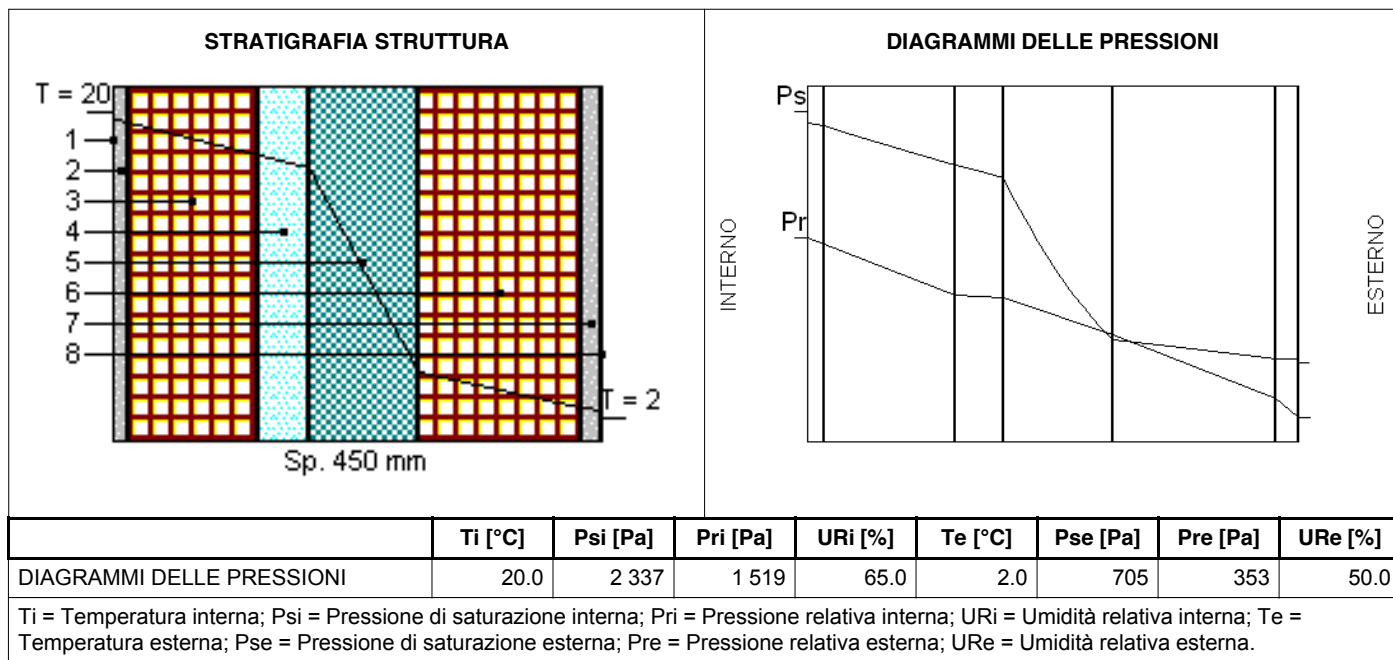 STRATIGRAFIA STRUTTURA
T = 20
1
2
3
4
5
6
7
8
T = 2
Sp. 450 mm
DIAGRAMMI DELLE PRESSIONI
Ps
Pr
INTERNO
ESTERNO
Ti [°C] Psi [Pa] Pri [Pa] URi [%] Te [°C] Pse [Pa] Pre [Pa] URe [%]
DIAGRAMMI DELLE PRESSIONI 20.0 2 337 1 519 65.0 2.0 705 353 50.0
Ti = Temperatura interna; Psi = Pressione di saturazione interna; Pri = Pressione relativa interna; URi = Umidità relativa interna; Te =
Temperatura esterna; Pse = Pressione di saturazione esterna; Pre = Pressione relativa esterna; URe = Umidità relativa esterna.